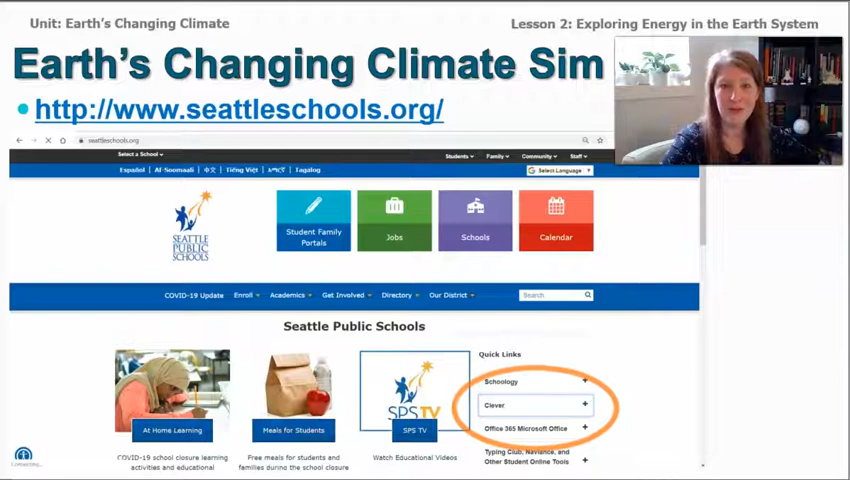 Unit: Earth's Changing Climate
Lesson 2: Exploring Energy in the Earth System
Earth's Changing Climate Sim
http://www.seattleschools.org/
seattleschools.org
Select a School
Students
Family
Community
Staff
Español
Af-Soomaali
中文
Tiếng Việt
አማርኛ
Tagalog
Select Language
SEATTLE
PUBLIC
SCHOOLS
Student Family
Portals
Jobs
Schools
Calendar
COVID-19 Update
Enroll
Academics
Get Involved
Directory
Our District
Search
Seattle Public Schools
Quick Links
Schoology
Clever
Office 365 Microsoft Office
Typing Club, Naviance, and
Other Student Online Tools
SPS TV
At Home Learning
Meals for Students
SPS TV
COVID-19 school closure learning
activities and educational
Free meals for students and
families during the school closure
Watch Educational Videos
Connecting...